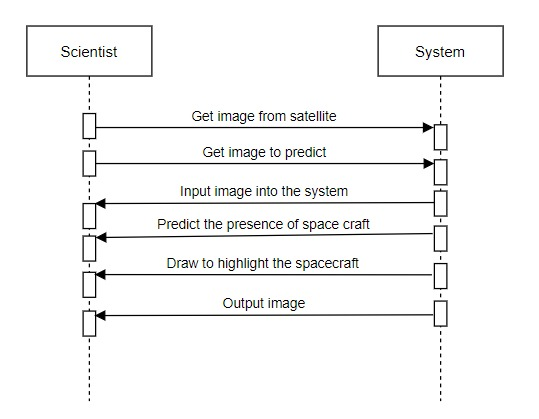 Scientist
System
Get image from satellite
Get image to predict
Input image into the system
Predict the presence of space craft
Draw to highlight the spacecraft
Output image